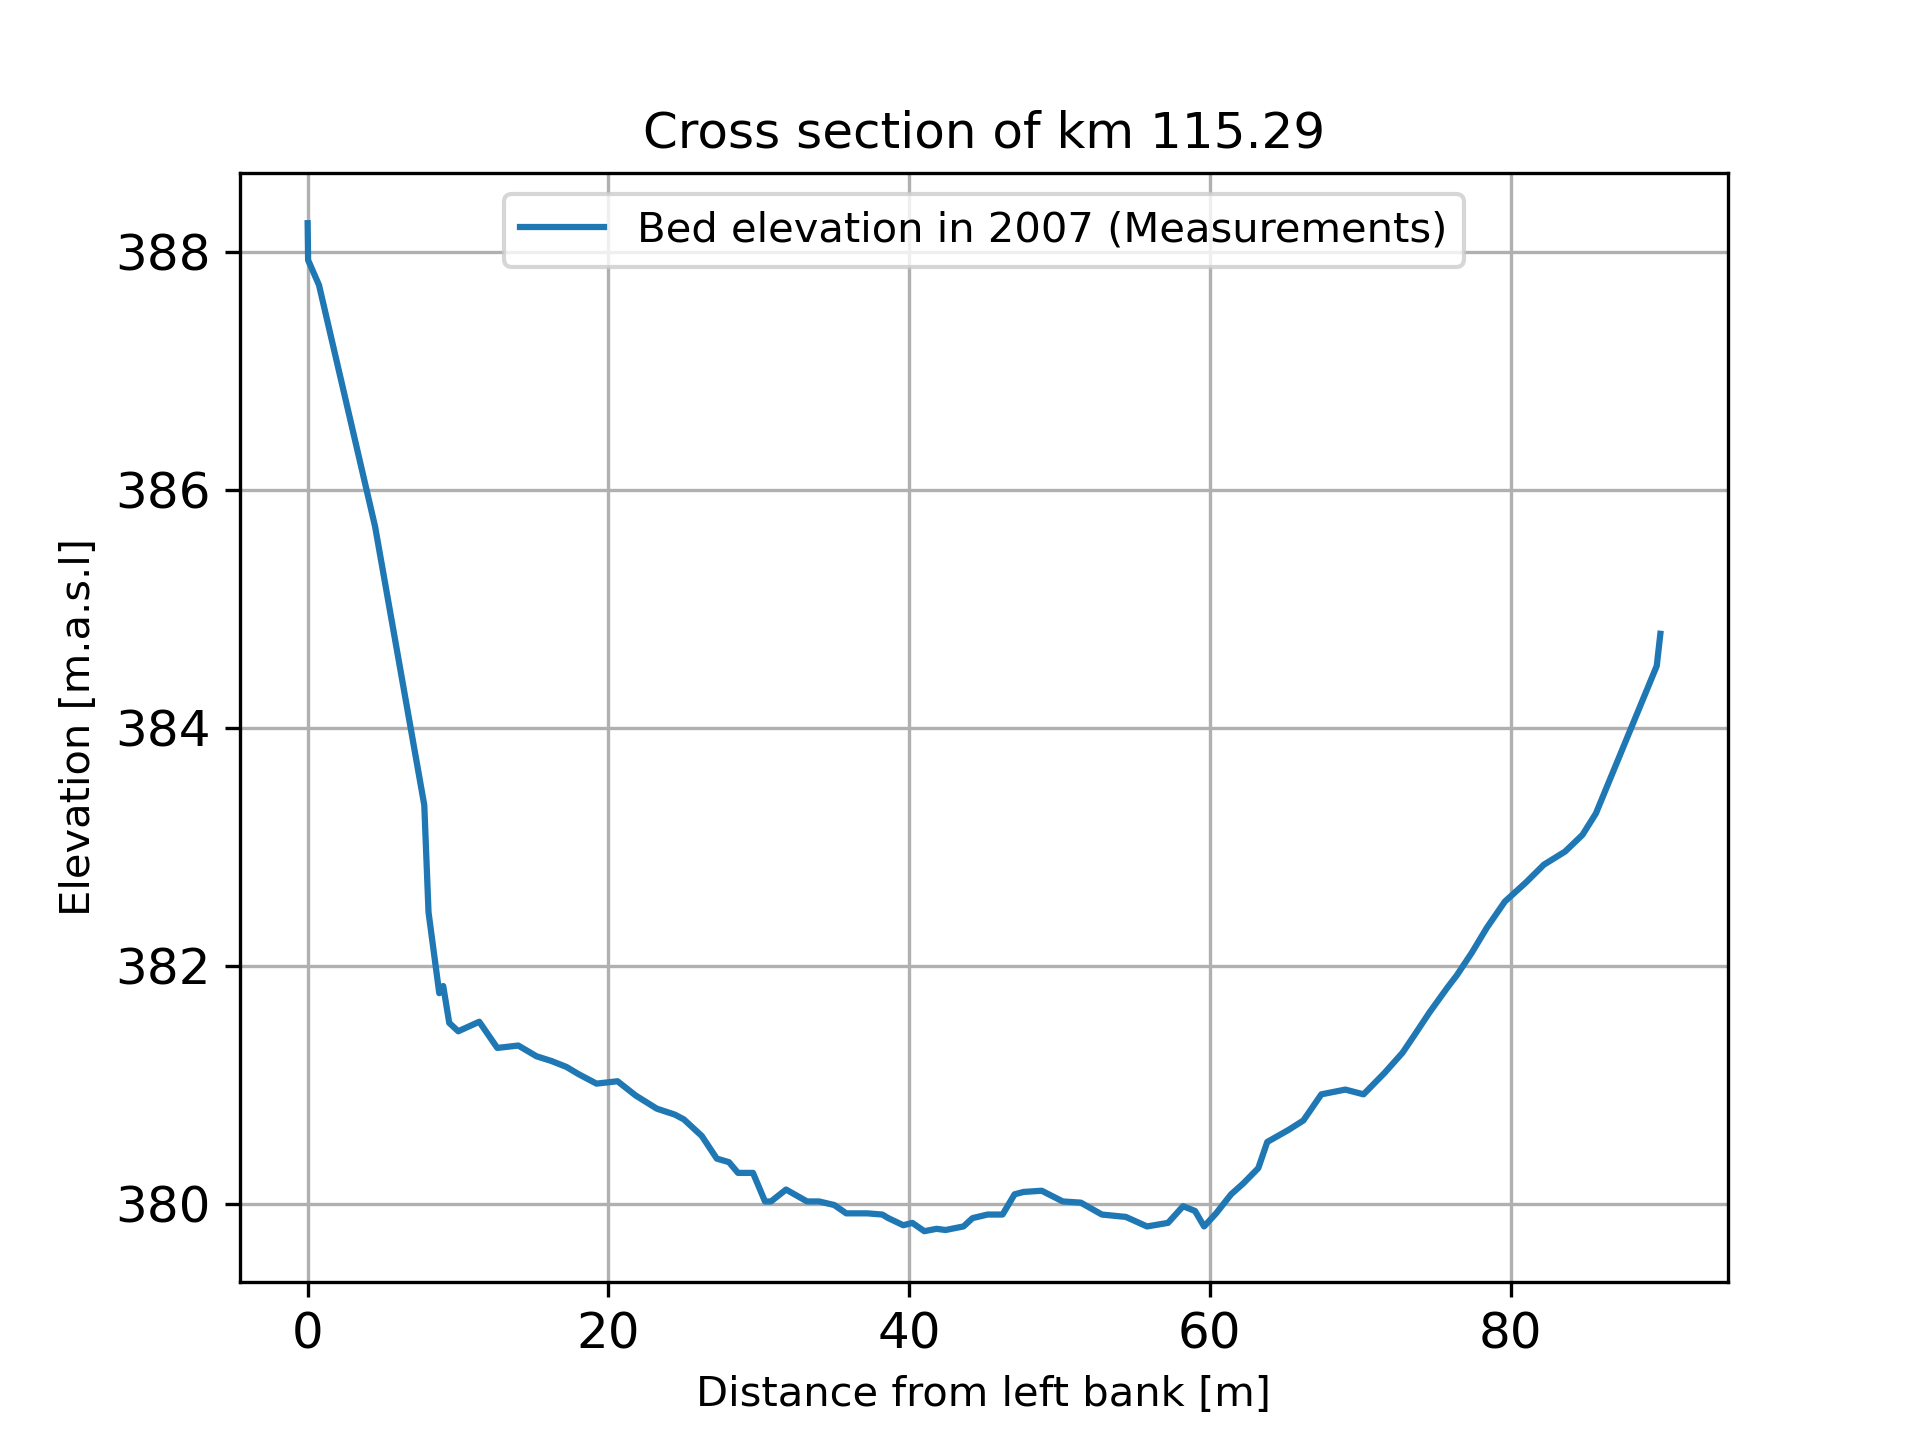 Cross section of km 115.29
Bed elevation in 2007 (Measurements)
388
386
384
382
380
Elevation [m.a.s.l]
0 20 40 60 80
Distance from left bank [m]